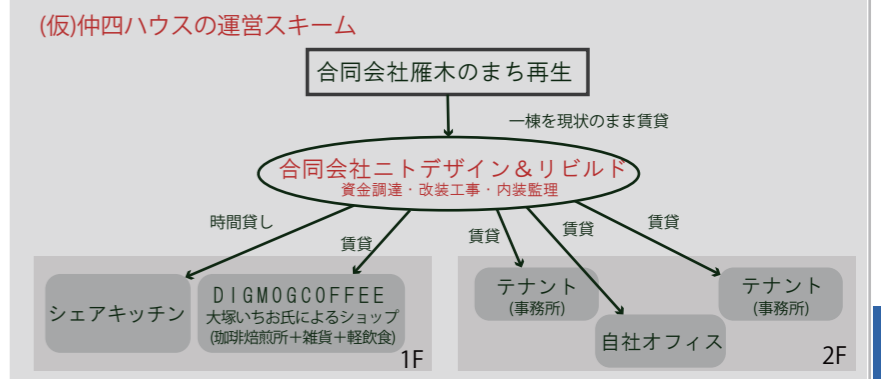 (仮)仲四ハウスの運営スキーム
合同会社雁木のまち再生
一棟を現状のまま賃貸
合同会社ニトデザイン＆リビルド
資金調達・改装工事・内装監理
時間貸し
賃貸
賃貸
賃貸
賃貸
シェアキッチン
DIGMOGCOFFEE
大塚いちお氏によるショップ
(珈琲焙煎所＋雑貨＋軽飲食)
1F
テナント
(事務所)
自社オフィス
テナント
(事務所)
2F